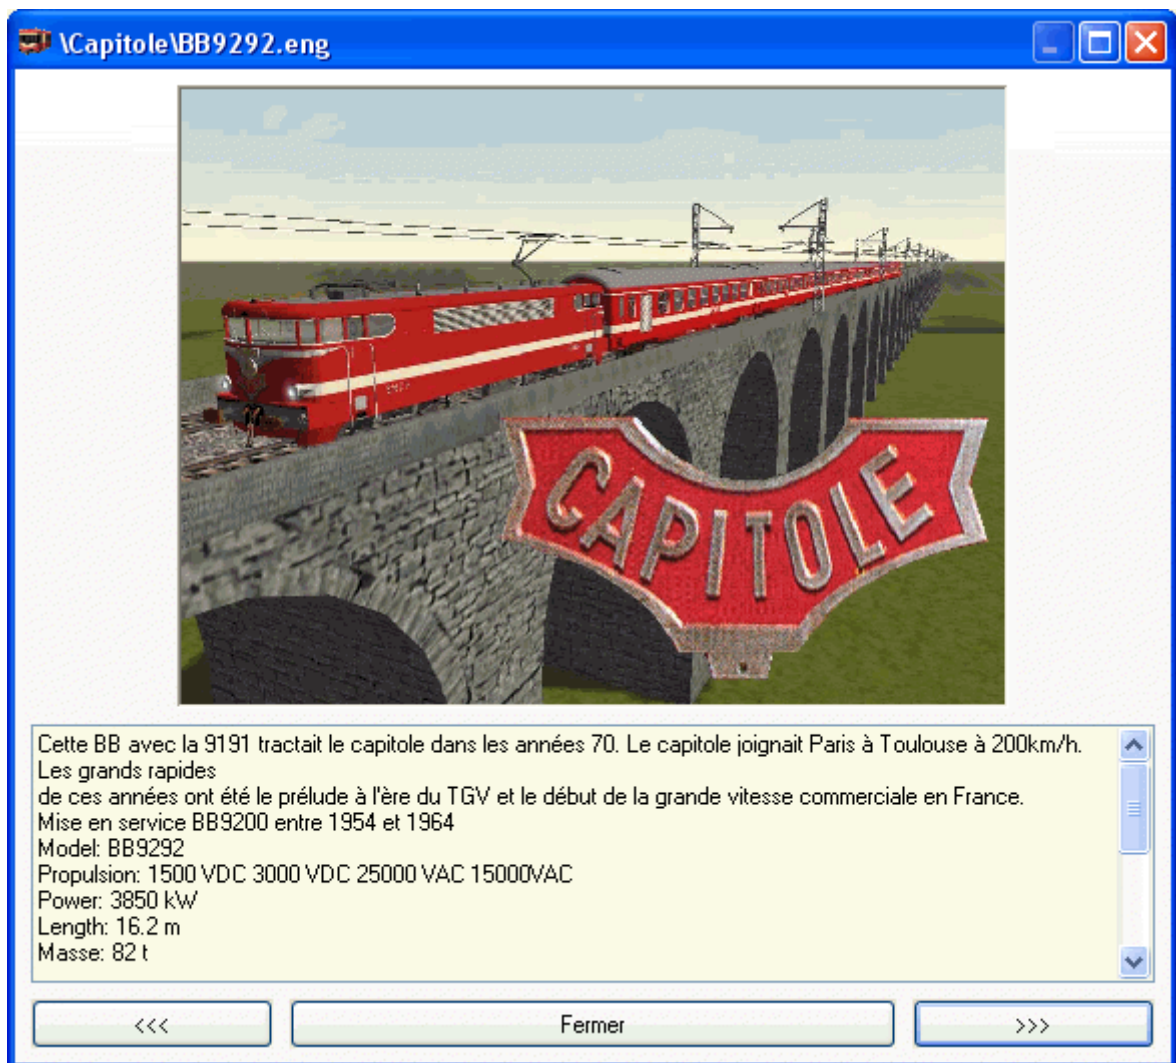 \Capitole\BB9292.eng
CAPITOLE
Cette BB avec la 9191 tractait le capitole dans les années 70. Le capitole joignait Paris à Toulouse à 200km/h.
Les grands rapides
de ces années ont été le prélude à l'ère du TGV et le début de la grande vitesse commerciale en France.
Mise en service BB9200 entre 1954 et 1964
Model: BB9292
Propulsion: 1500 VDC 3000 VDC 25000 VAC 15000VAC
Power: 3850 kW
Length: 16.2 m
Masse: 82 t
<<< Fermer >>>